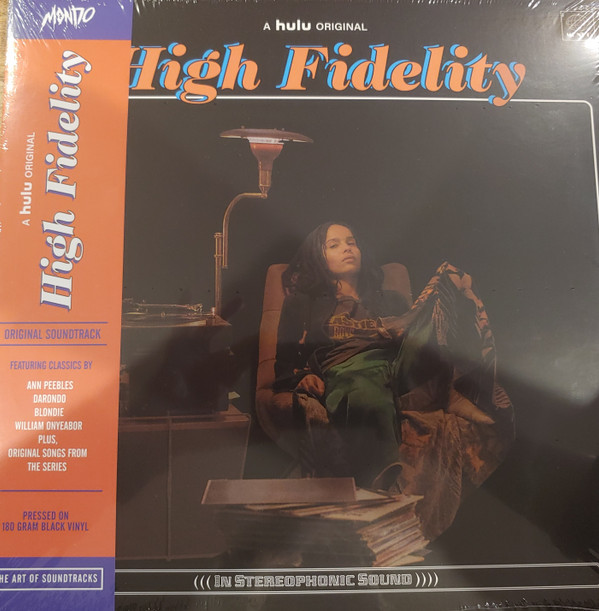 MONDO
A hulu ORIGINAL
High Fidelity
A hulu ORIGINAL
High Fidelity
ORIGINAL SOUNDTRACK
FEATURING CLASSICS BY
ANN PEEBLES
DARONDO
BLONDIE
WILLIAM ONYEABOR
PLUS,
ORIGINAL SONGS FROM
THE SERIES
PRESSED ON
180 GRAM BLACK VINYL
THE ART OF SOUNDTRACKS
((( IN STEREOPHONIC SOUND ))))